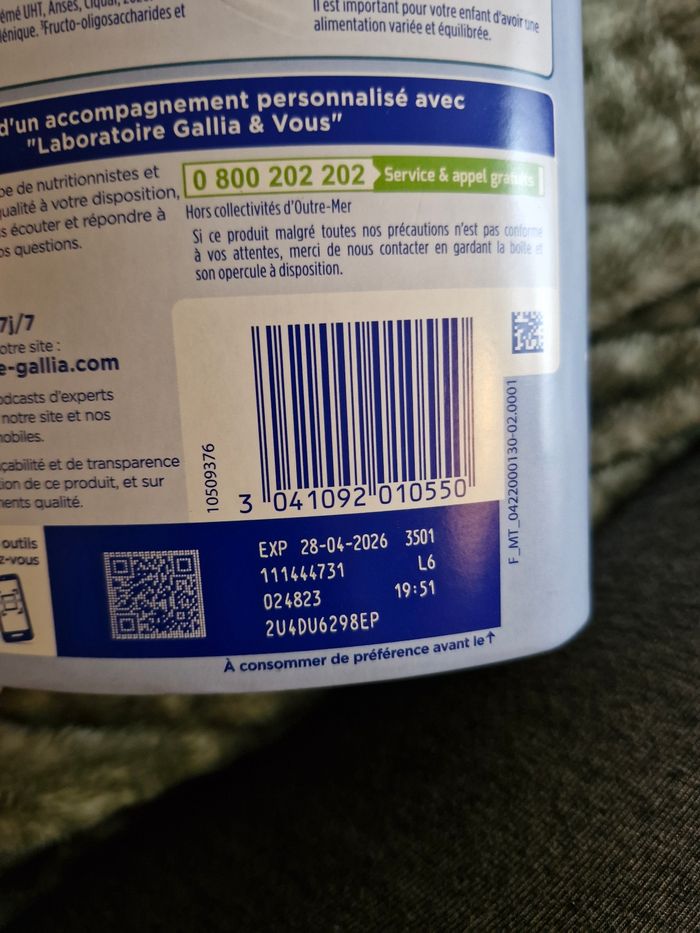 émé UHT, Anses, Ciqual,
énique. ³Fructo-oligosaccharides et
Il est important pour votre enfant d'avoir une
alimentation variée et équilibrée.
d'un accompagnement personnalisé avec
"Laboratoire Gallia & Vous"
pe de nutritionnistes et
ualité à votre disposition,
s écouter et répondre à
os questions.
0 800 202 202 Service & appel gratuits
Hors collectivités d'Outre-Mer
Si ce produit malgré toutes nos précautions n'est pas conforme
à vos attentes, merci de nous contacter en gardant la boîte et
son opercule à disposition.
7j/7
otre site :
e-gallia.com
odcasts d'experts
notre site et nos
mobiles.
çabilité et de transparence
ion de ce produit, et sur
ments qualité.
10509376
3 041092 010550
F_MT_0422000130-02.0001
outils
z-vous
EXP 28-04-2026 3501
111444731 L6
024823 19:51
2U4DU6298EP
À consommer de préférence avant le↑